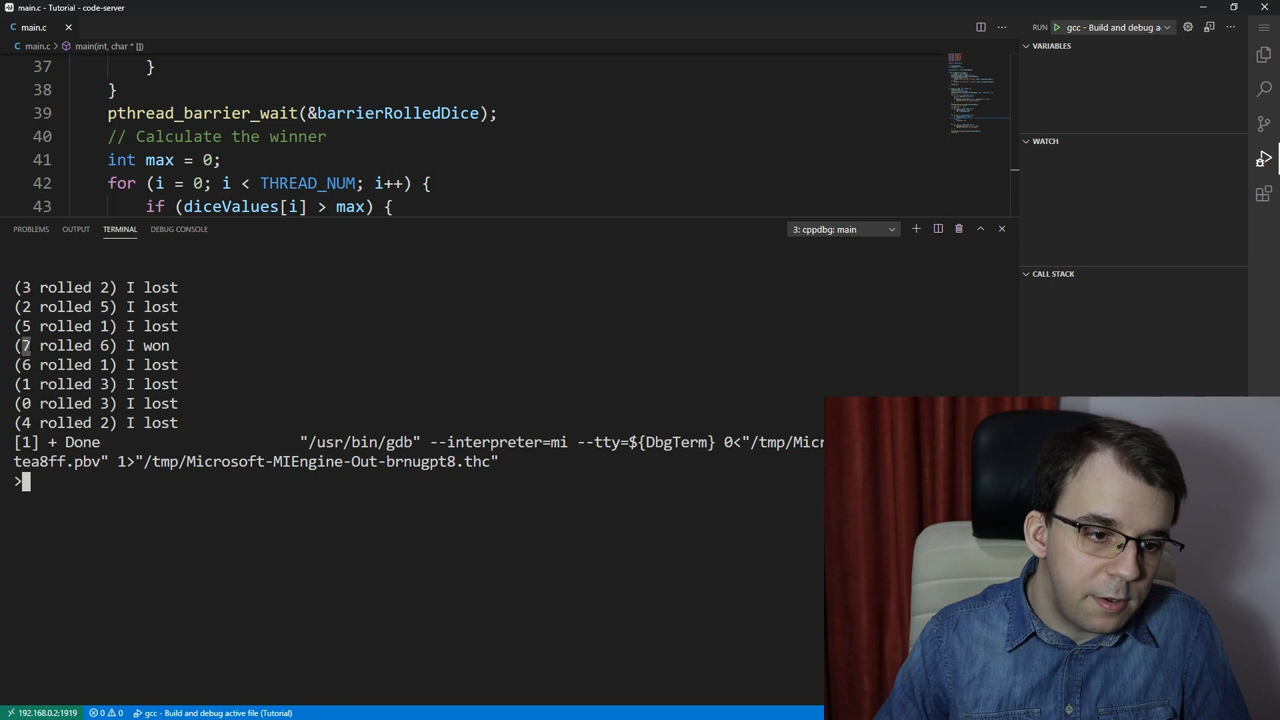 main.c - Tutorial - code-server
main.c
RUN gcc - Build and debug a
main.c > main(int, char * [])
VARIABLES
37 }
38 }
39 pthread_barrier_wait(&barrierRolledDice);
40 // Calculate the winner
41 int max = 0;
42 for (i = 0; i < THREAD_NUM; i++) {
43 if (diceValues[i] > max) {
WATCH
CALL STACK
PROBLEMS OUTPUT TERMINAL DEBUG CONSOLE 3: cppdbg: main
(3 rolled 2) I lost
(2 rolled 5) I lost
(5 rolled 1) I lost
(7 rolled 6) I won
(6 rolled 1) I lost
(1 rolled 3) I lost
(0 rolled 3) I lost
(4 rolled 2) I lost
[1] + Done "/usr/bin/gdb" --interpreter=mi --tty=${DbgTerm} 0<"/tmp/Micr
tea8ff.pbv" 1>"/tmp/Microsoft-MIEngine-Out-brnugpt8.thc"
>
192.168.0.2:1919 0 0 gcc - Build and debug active file (Tutorial)